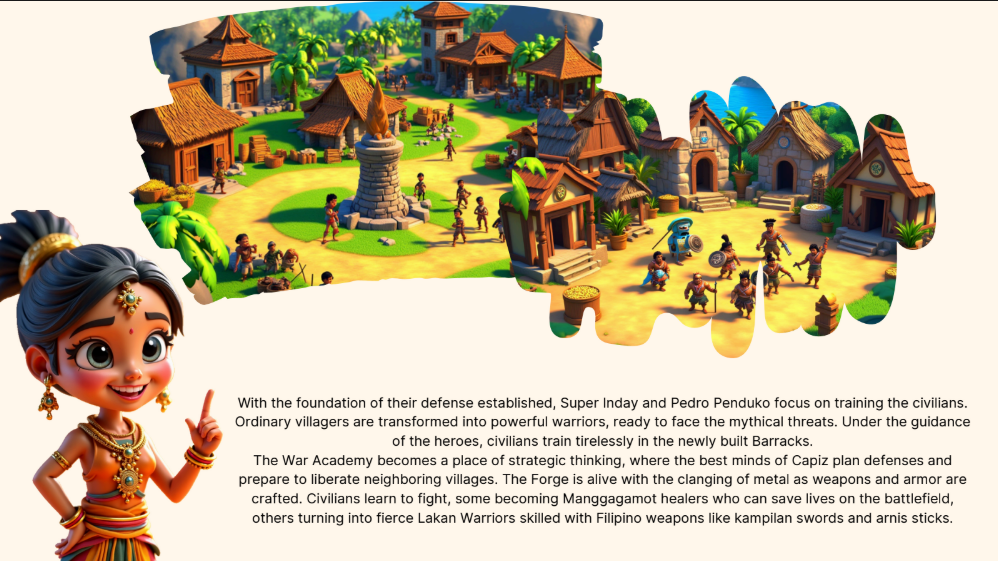 With the foundation of their defense established, Super Inday and Pedro Penduko focus on training the civilians.
Ordinary villagers are transformed into powerful warriors, ready to face the mythical threats. Under the guidance
of the heroes, civilians train tirelessly in the newly built Barracks.
The War Academy becomes a place of strategic thinking, where the best minds of Capiz plan defenses and
prepare to liberate neighboring villages. The Forge is alive with the clanging of metal as weapons and armor are
crafted. Civilians learn to fight, some becoming Manggagamot healers who can save lives on the battlefield,
others turning into fierce Lakan Warriors skilled with Filipino weapons like kampilan swords and arnis sticks.